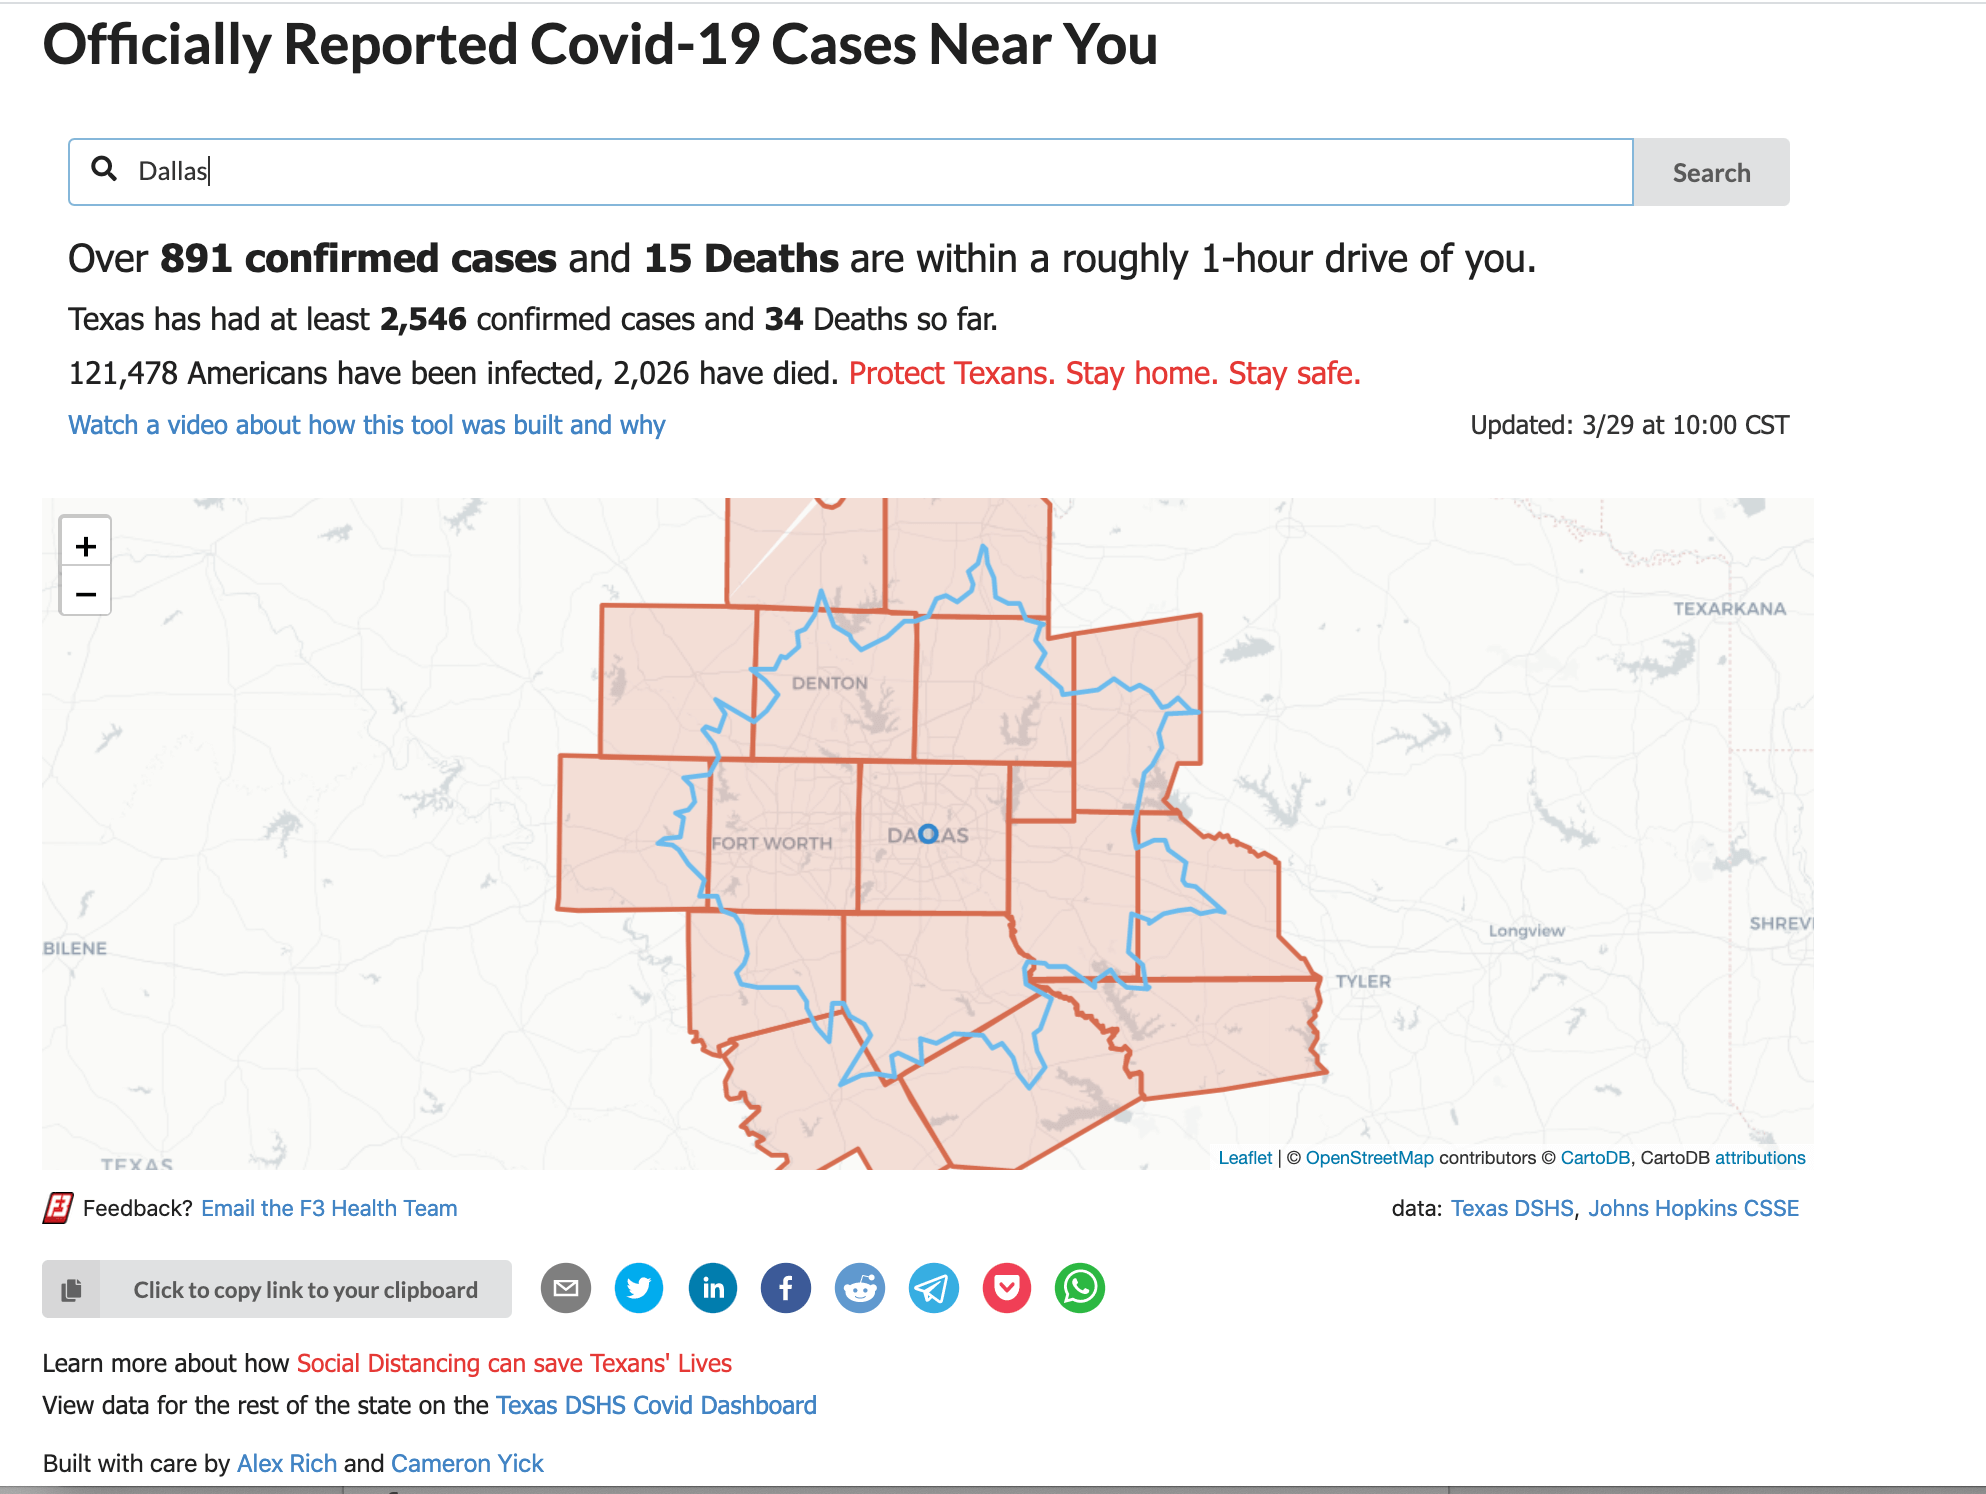 Officially Reported Covid-19 Cases Near You
Dallas
Search
Over 891 confirmed cases and 15 Deaths are within a roughly 1-hour drive of you.
Texas has had at least 2,546 confirmed cases and 34 Deaths so far.
121,478 Americans have been infected, 2,026 have died. Protect Texans. Stay home. Stay safe.
Watch a video about how this tool was built and why
Updated: 3/29 at 10:00 CST
+
−
TEXARKANA
DENTON
FORT WORTH
DALLAS
BILENE
Longview
SHREV
TYLER
TEXAS
Leaflet | © OpenStreetMap contributors © CartoDB, CartoDB attributions
F3 Feedback? Email the F3 Health Team
data: Texas DSHS, Johns Hopkins CSSE
Click to copy link to your clipboard
in f
Learn more about how Social Distancing can save Texans' Lives
View data for the rest of the state on the Texas DSHS Covid Dashboard
Built with care by Alex Rich and Cameron Yick